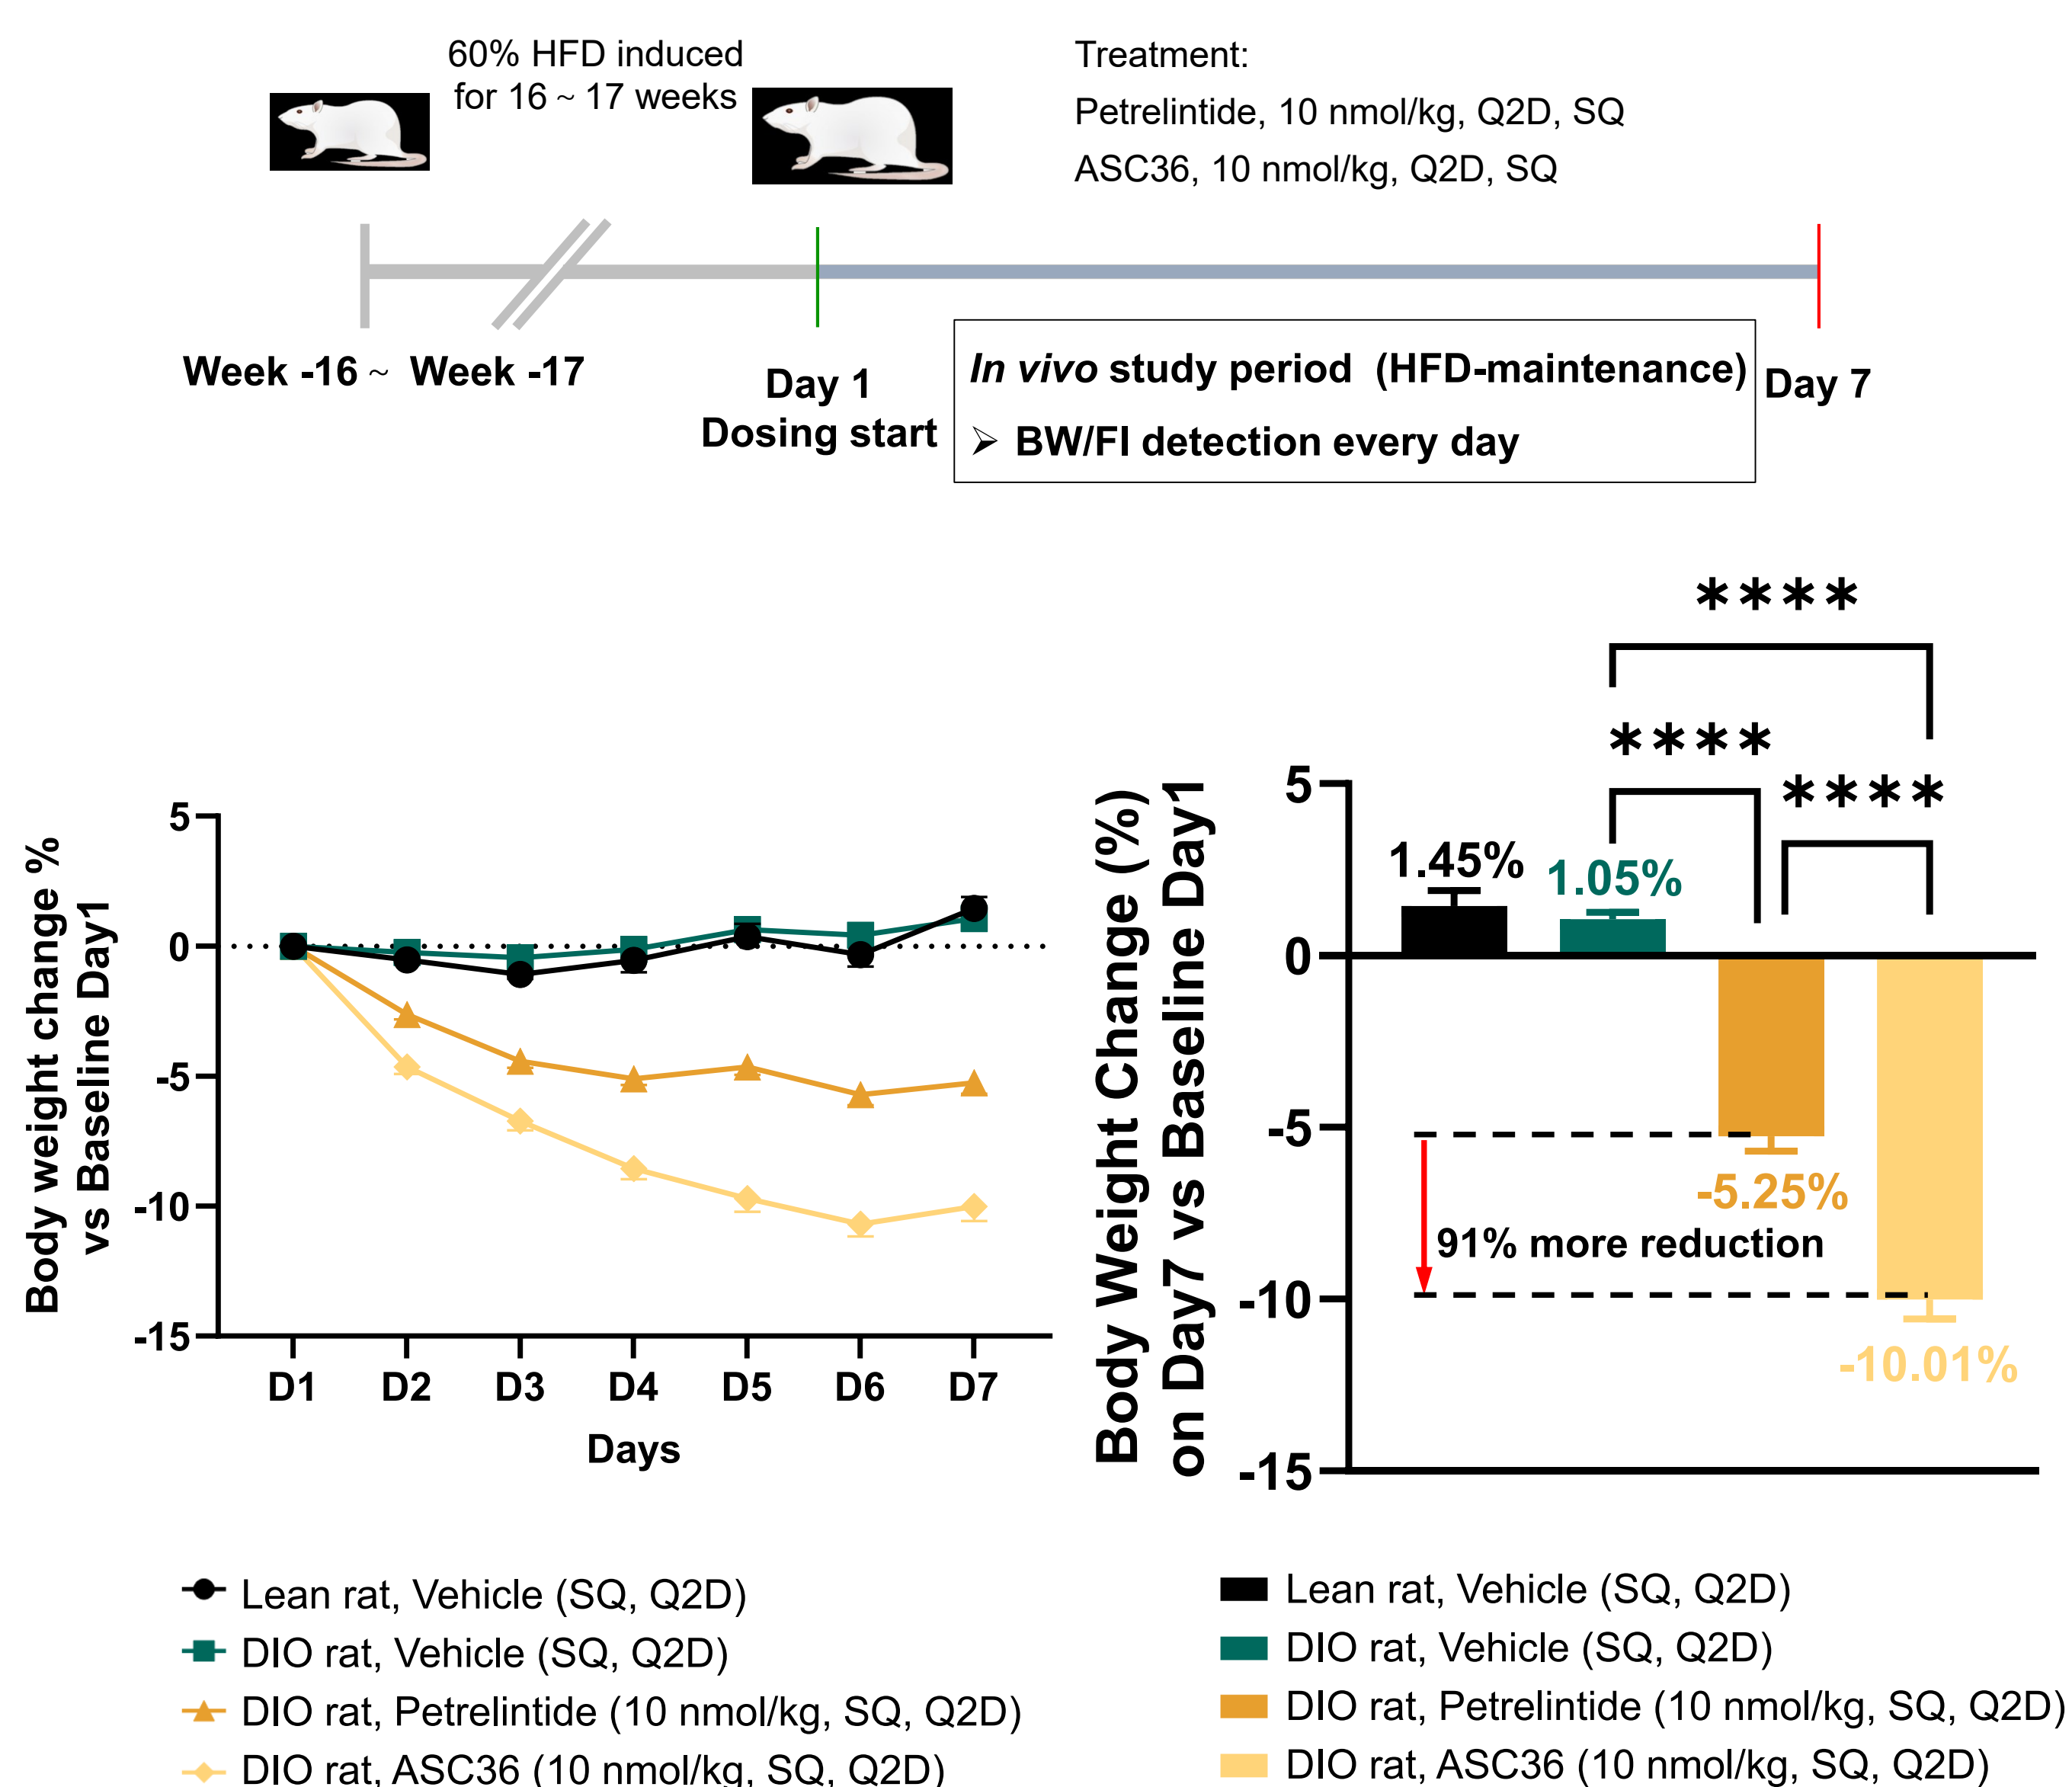 60% HFD induced
for 16 ~ 17 weeks
Treatment:
Petrelintide, 10 nmol/kg, Q2D, SQ
ASC36, 10 nmol/kg, Q2D, SQ
Week -16 ~ Week -17
Day 1
Dosing start
In vivo study period (HFD-maintenance)
➢ BW/FI detection every day
Day 7
Body weight change %
vs Baseline Day1
5
0
-5
-10
-15
D1 D2 D3 D4 D5 D6 D7
Days
Lean rat, Vehicle (SQ, Q2D)
DIO rat, Vehicle (SQ, Q2D)
DIO rat, Petrelintide (10 nmol/kg, SQ, Q2D)
DIO rat, ASC36 (10 nmol/kg, SQ, Q2D)
Body Weight Change (%)
on Day7 vs Baseline Day1
5
0
-5
-10
-15
****
****
****
1.45%
1.05%
-5.25%
91% more reduction
-10.01%
Lean rat, Vehicle (SQ, Q2D)
DIO rat, Vehicle (SQ, Q2D)
DIO rat, Petrelintide (10 nmol/kg, SQ, Q2D)
DIO rat, ASC36 (10 nmol/kg, SQ, Q2D)